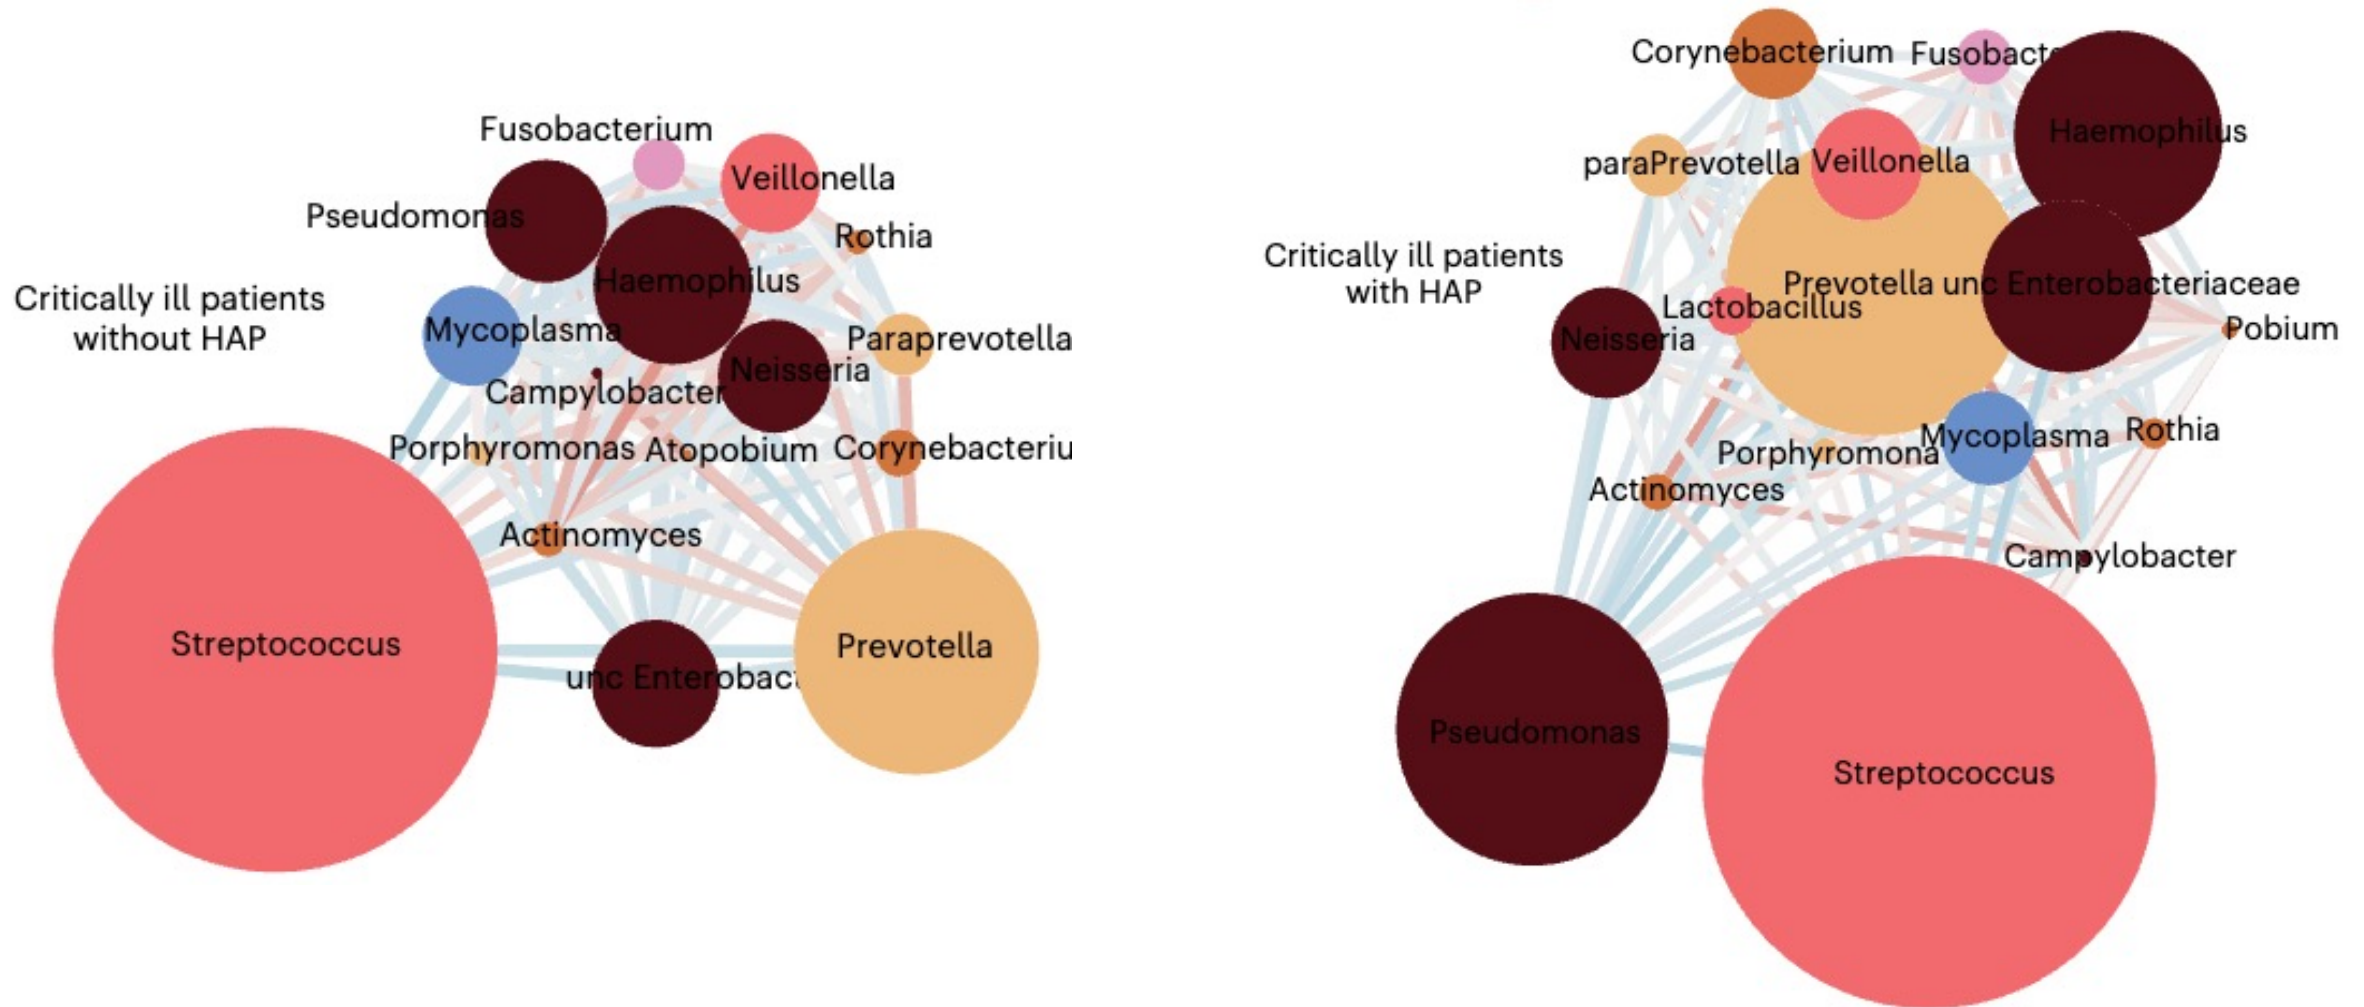 Fusobacterium
Veillonella
Pseudomonas
Rothia
Haemophilus
Critically ill patients
without HAP
Mycoplasma
Paraprevotella
Neisseria
Campylobacter
Porphyromonas
Atopobium
Corynebacteriu
Actinomyces
Streptococcus
Prevotella
unc Enterobact
Corynebacterium
Fusobacte
Haemophilus
paraPrevotella
Veillonella
Critically ill patients
with HAP
Prevotella
unc Enterobacteriaceae
Lactobacillus
Neisseria
Pobium
Mycoplasma
Rothia
Porphyromona
Actinomyces
Campylobacter
Pseudomonas
Streptococcus